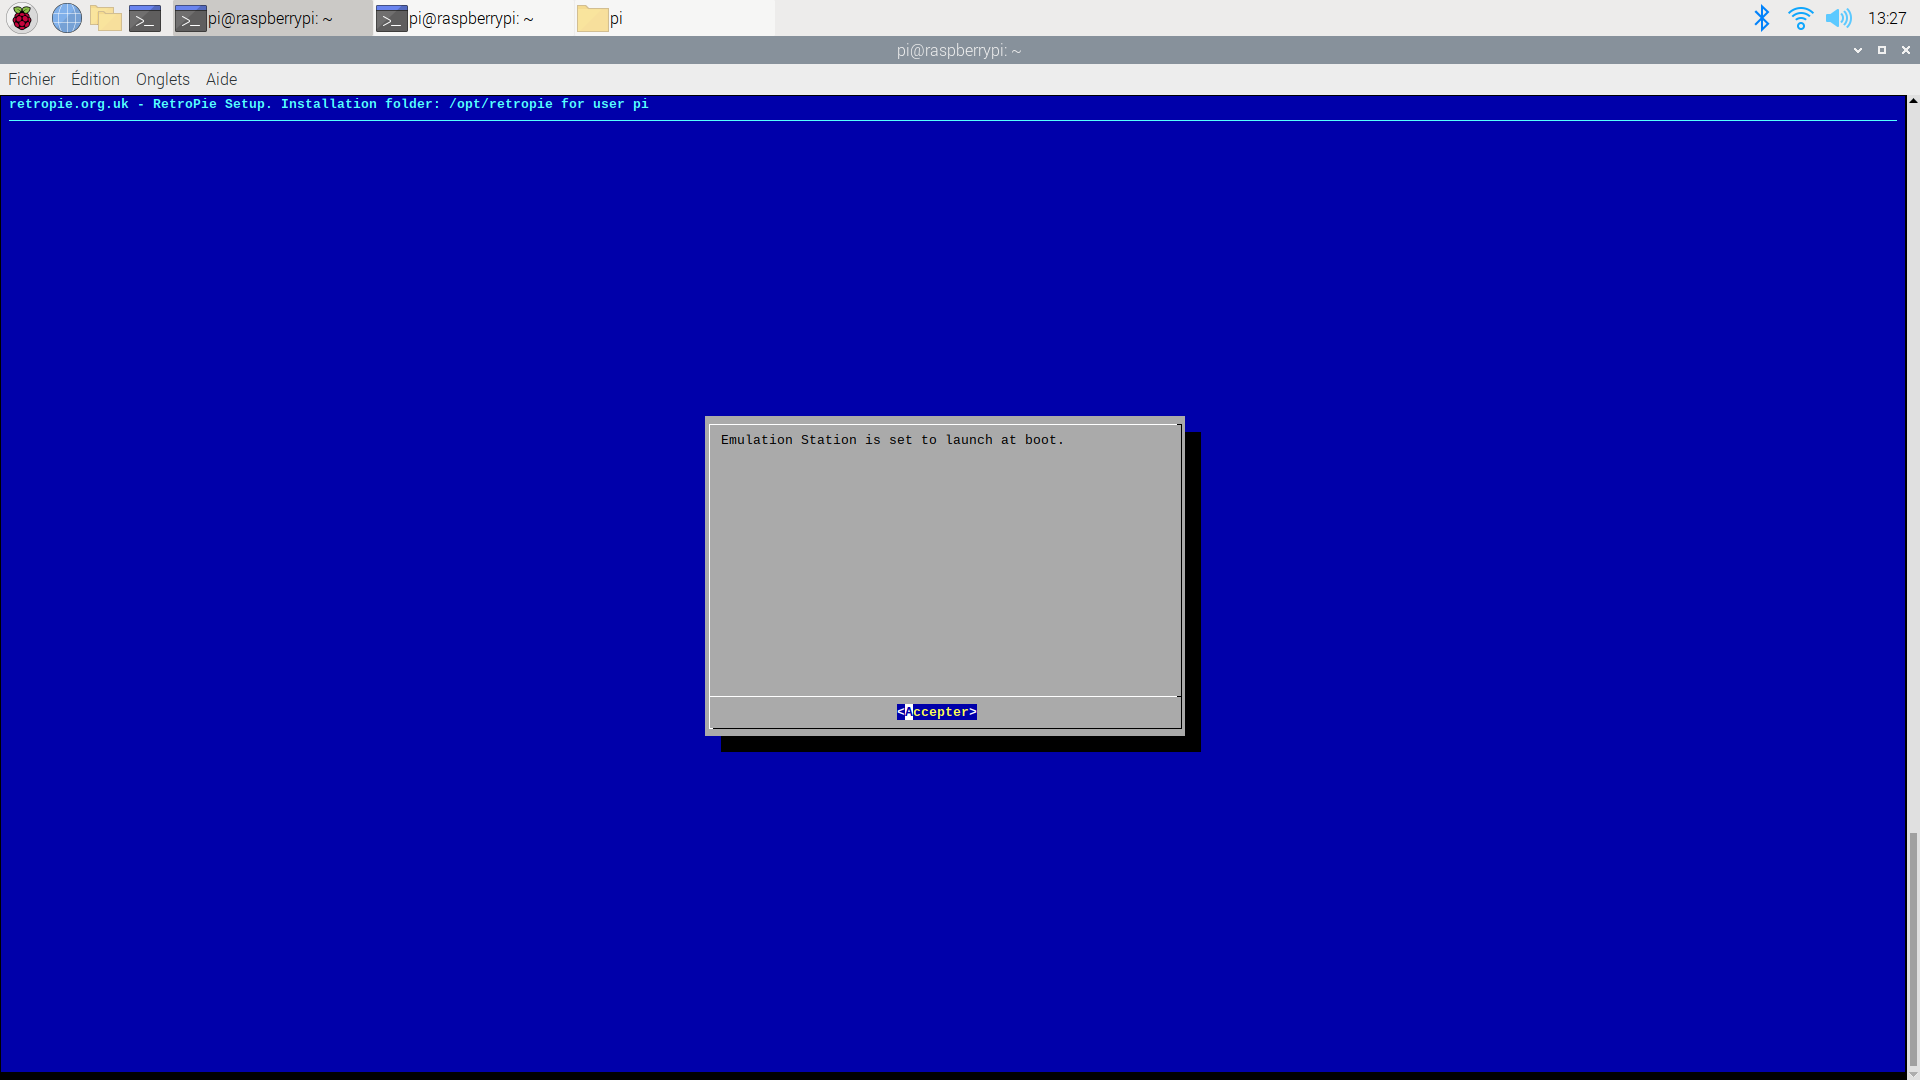 pi@raspberrypi: ~ pi@raspberrypi: ~ pi 13:27
pi@raspberrypi: ~
Fichier Édition Onglets Aide
retropie.org.uk - RetroPie Setup. Installation folder: /opt/retropie for user pi
Emulation Station is set to launch at boot.
<Accepter>